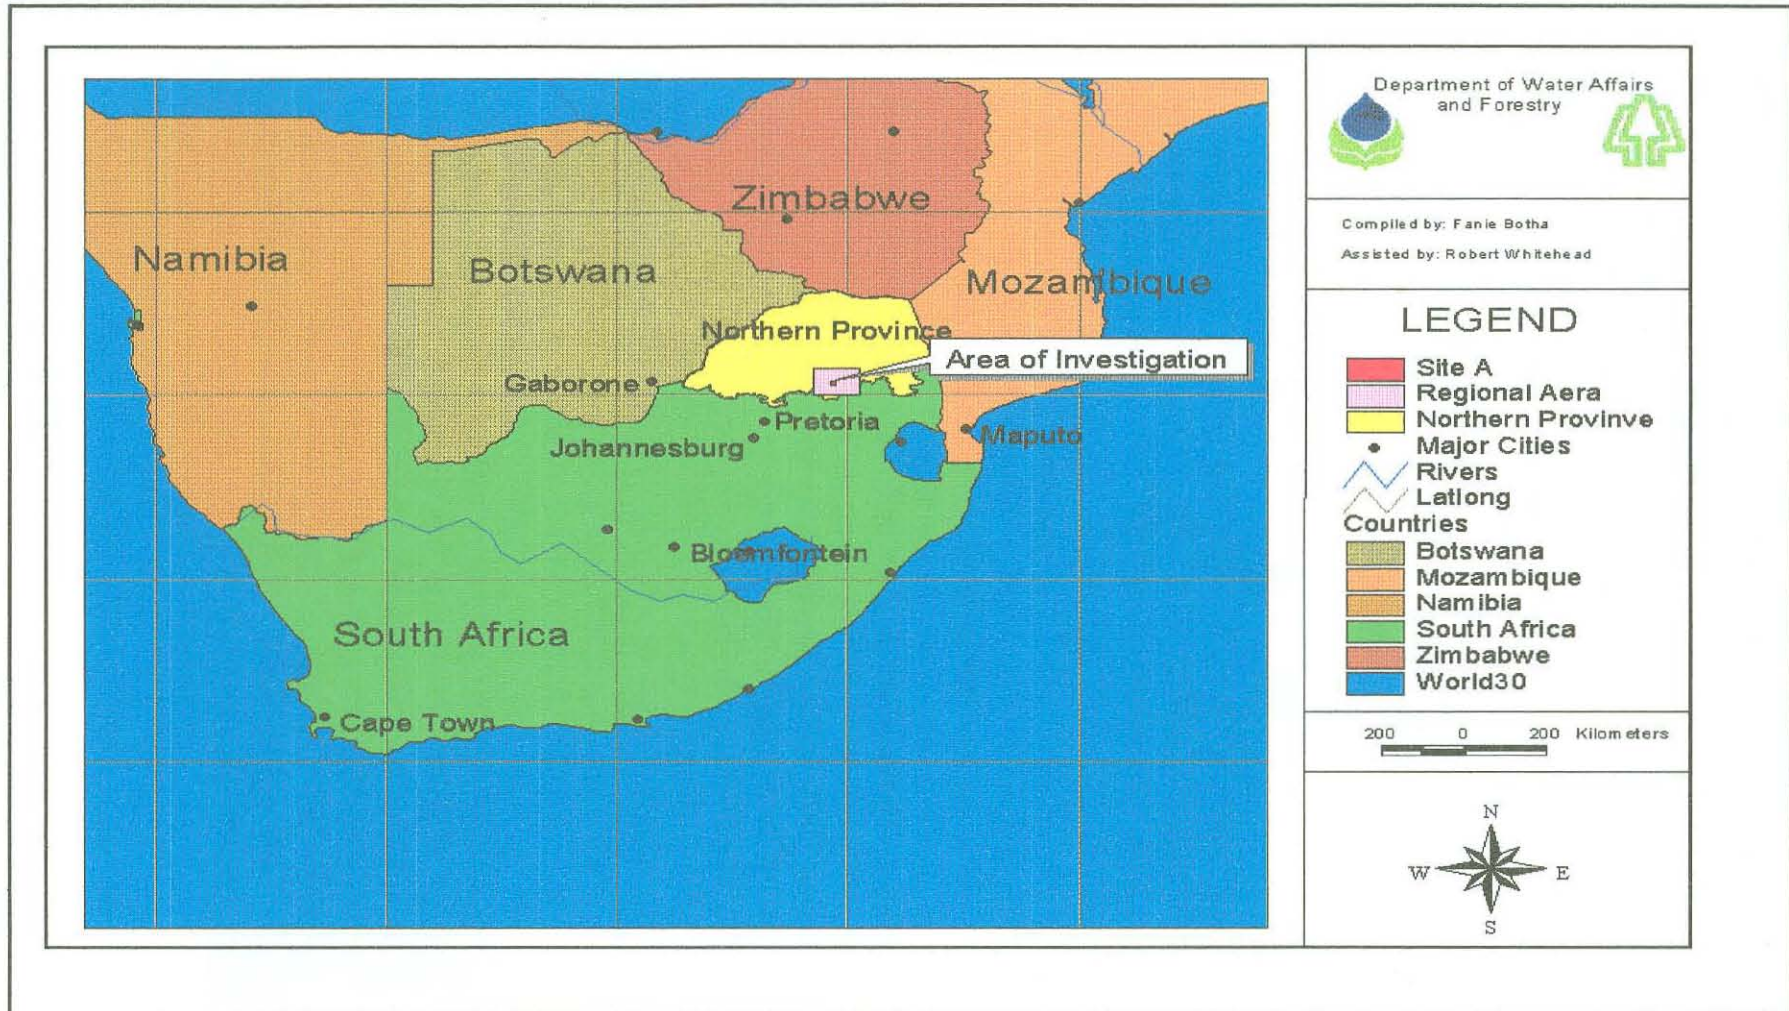 Zimbabwe
Namibia
Botswana
Mozambique
Northern Province
Area of Investigation
Gaborone
Pretoria
Johannesburg
Maputo
Bloemfontein
South Africa
Cape Town
Department of Water Affairs
and Forestry
Compiled by: Fanie Botha
Assisted by: Robert Whitehead
LEGEND
Site A
Regional Aera
Northern Provinve
Major Cities
Rivers
Latlong
Countries
Botswana
Mozambique
Namibia
South Africa
Zimbabwe
World30
200 0 200 Kilometers
N
W E
S